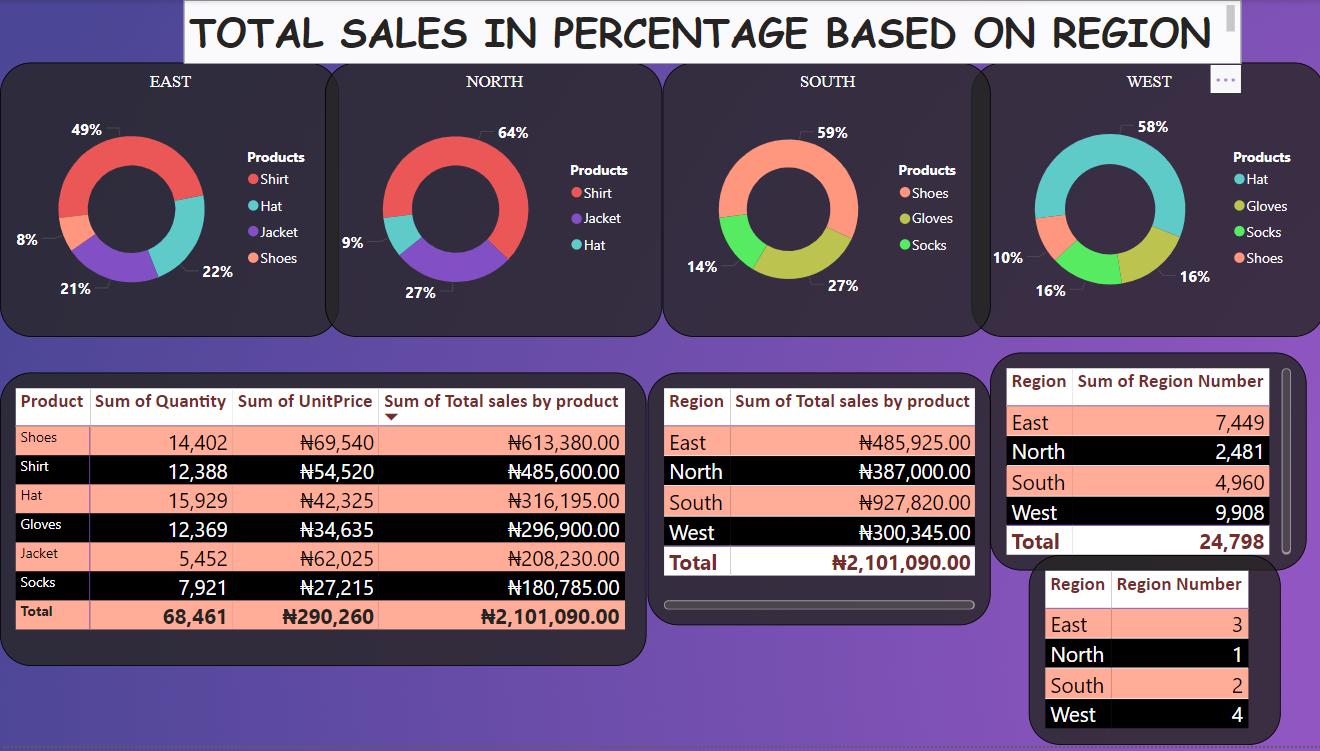 TOTAL SALES IN PERCENTAGE BASED ON REGION
EAST
49%
8%
21%
22%
Products
Shirt
Hat
Jacket
Shoes
NORTH
64%
9%
27%
Products
Shirt
Jacket
Hat
SOUTH
59%
14%
27%
Products
Shoes
Gloves
Socks
WEST
58%
10%
16%
16%
Products
Hat
Gloves
Socks
Shoes
Product Sum of Quantity Sum of UnitPrice Sum of Total sales by product
Shoes 14,402 ₦69,540 ₦613,380.00
Shirt 12,388 ₦54,520 ₦485,600.00
Hat 15,929 ₦42,325 ₦316,195.00
Gloves 12,369 ₦34,635 ₦296,900.00
Jacket 5,452 ₦62,025 ₦208,230.00
Socks 7,921 ₦27,215 ₦180,785.00
Total 68,461 ₦290,260 ₦2,101,090.00
Region Sum of Total sales by product
East ₦485,925.00
North ₦387,000.00
South ₦927,820.00
West ₦300,345.00
Total ₦2,101,090.00
Region Sum of Region Number
East 7,449
North 2,481
South 4,960
West 9,908
Total 24,798
Region Region Number
East 3
North 1
South 2
West 4